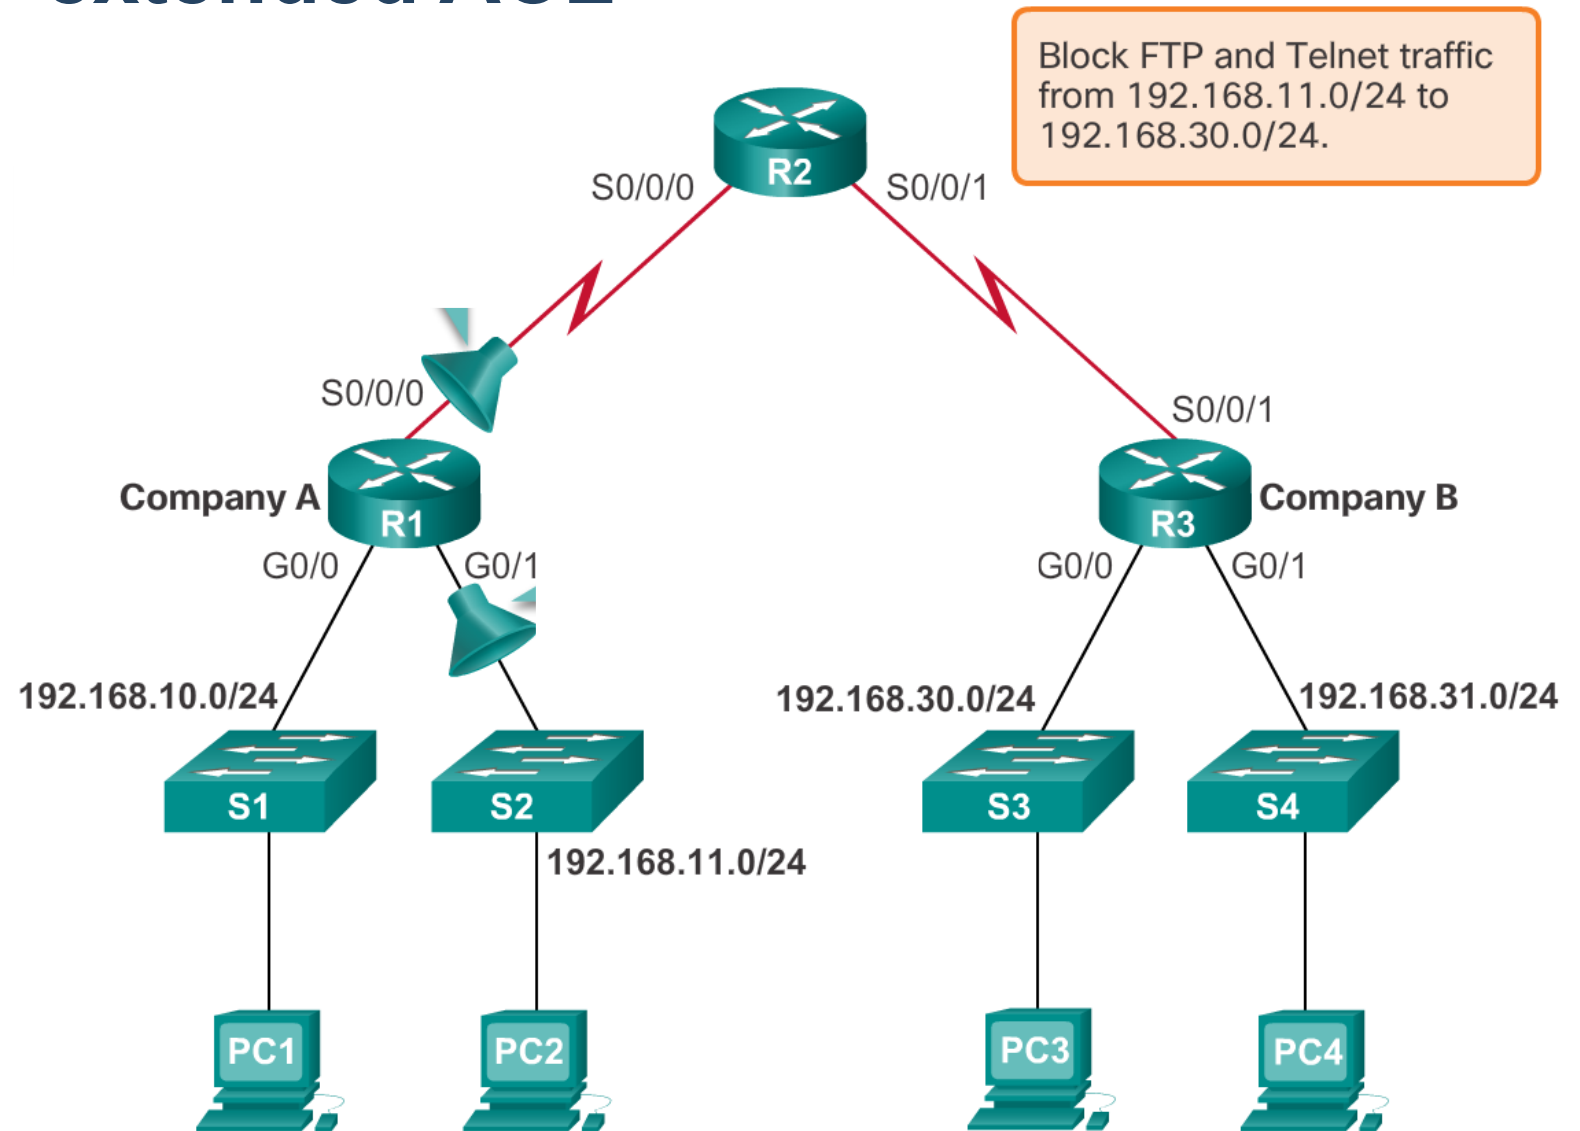 extended ACL
Block FTP and Telnet traffic
from 192.168.11.0/24 to
192.168.30.0/24.
R2
S0/0/0
S0/0/1
S0/0/0
S0/0/1
Company A
R1
R3
Company B
G0/0
G0/1
G0/0
G0/1
192.168.10.0/24
192.168.30.0/24
192.168.31.0/24
S1
S2
S3
S4
192.168.11.0/24
PC1
PC2
PC3
PC4